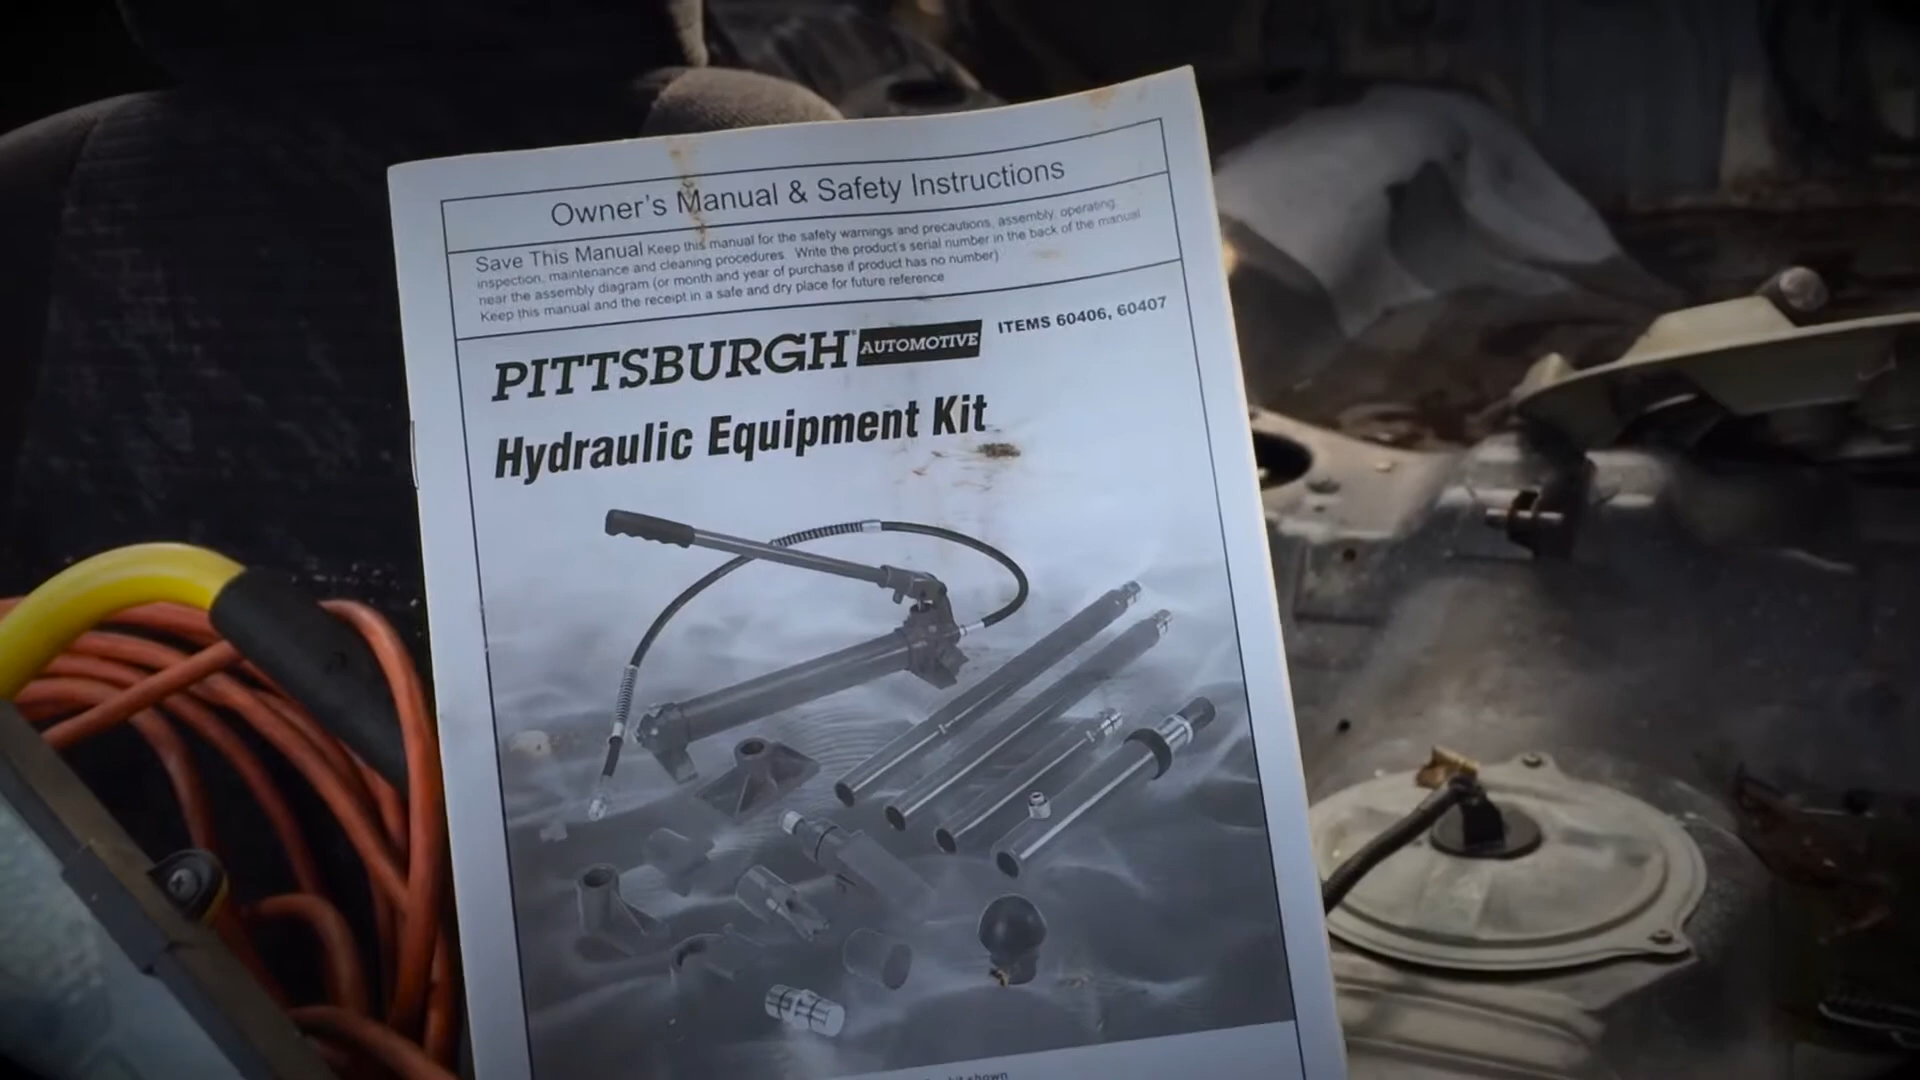 Owner's Manual & Safety Instructions
Save This Manual Keep this manual for the safety warnings and precautions, assembly, operating,
inspection, maintenance and cleaning procedures. Write the product's serial number in the back of the manual
near the assembly diagram (or month and year of purchase if product has no number).
Keep this manual and the receipt in a safe and dry place for future reference.
ITEMS 60406, 60407
PITTSBURGH AUTOMOTIVE
Hydraulic Equipment Kit
shown